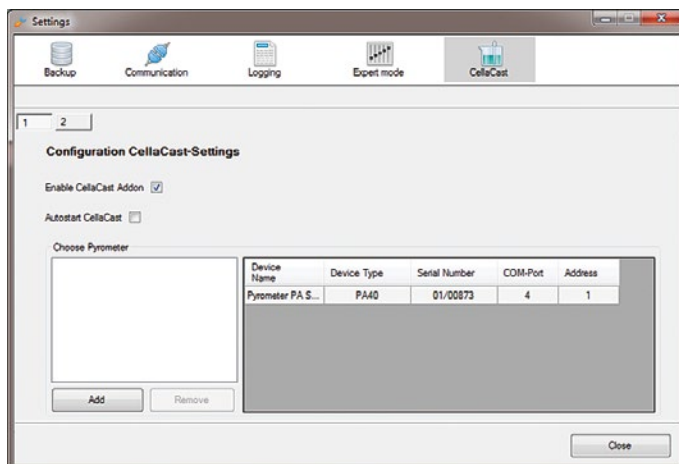 Settings
Backup Communication Logging Expert mode CellaCast
1 2
Configuration CellaCast-Settings
Enable CellaCast Addon
Autostart CellaCast
Choose Pyrometer
Device Name Device Type Serial Number COM-Port Address
Pyrometer PA S... PA40 01/00873 4 1
Add Remove
Close